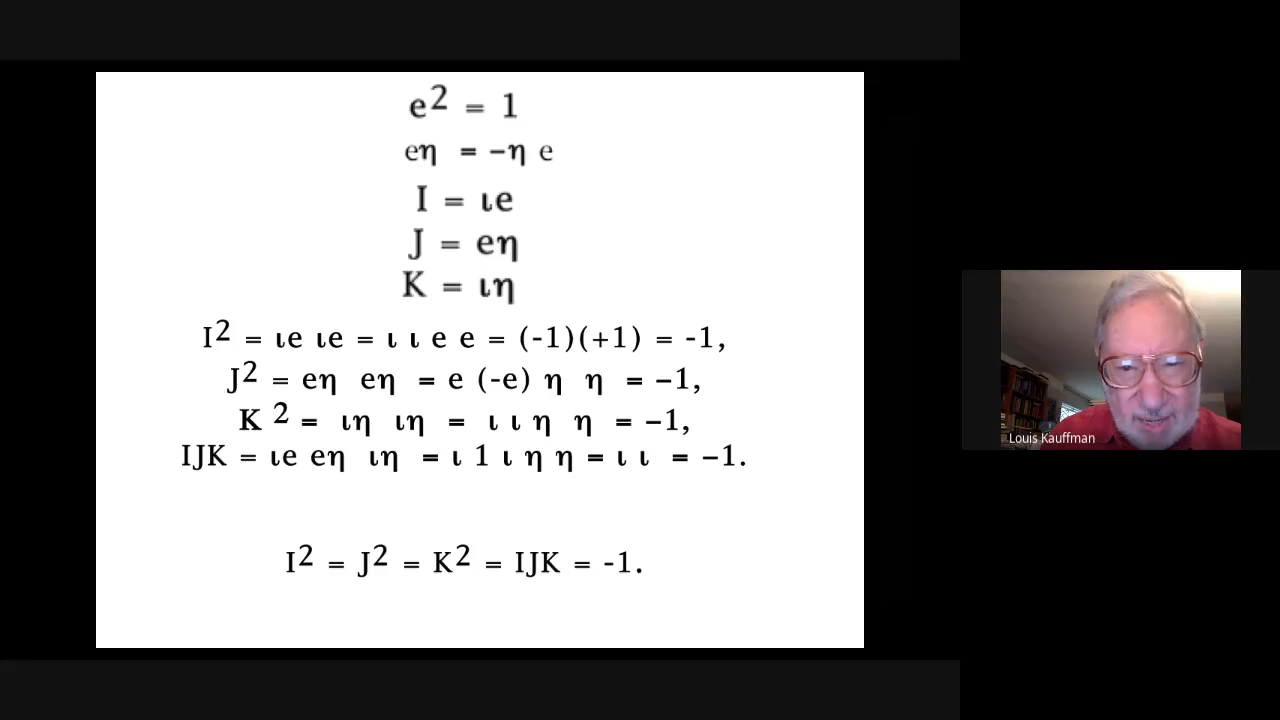 e² = 1
eη = −η e
I = ιe
J = eη
K = ιη
I² = ιe ιe = ι ι e e = (-1)(+1) = -1,
J² = eη eη = e (-e) η η = −1,
K ² = ιη ιη = ι ι η η = −1,
IJK = ιe eη ιη = ι 1 ι η η = ι ι = −1.
I² = J² = K² = IJK = -1.
Louis Kauffman